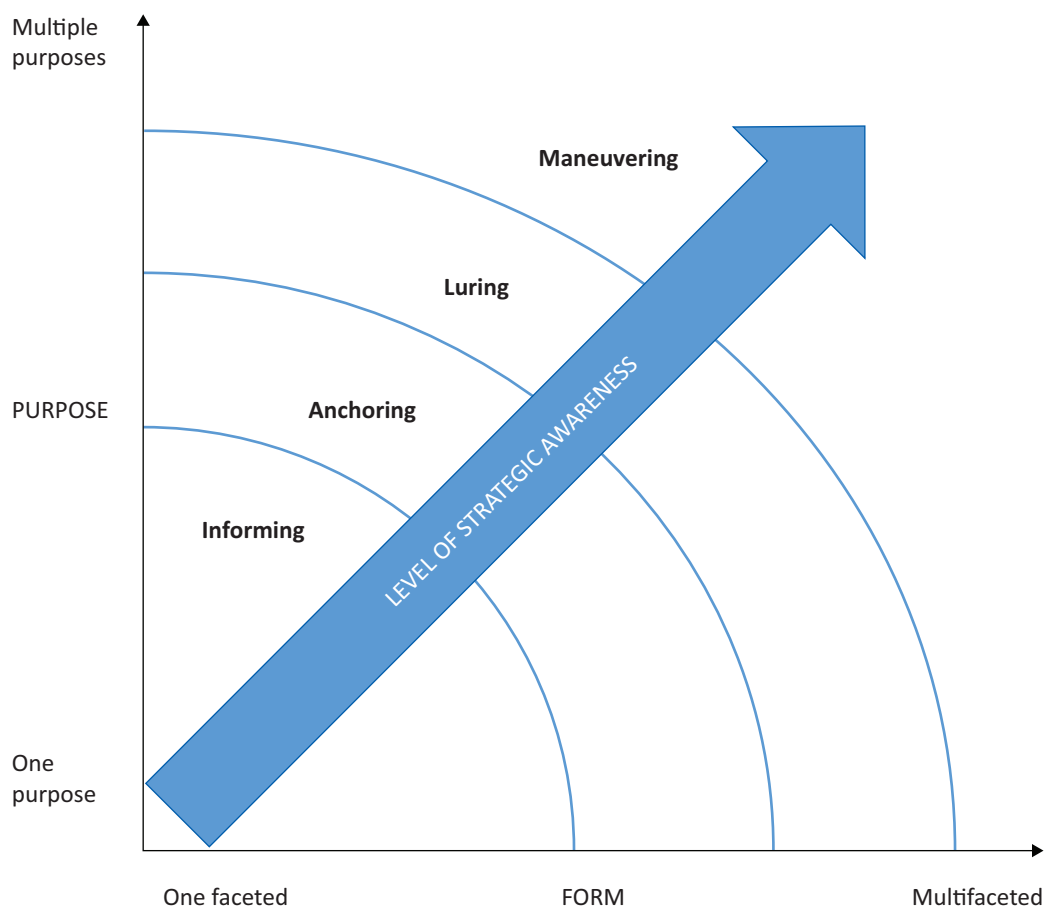 Multiple
purposes
Maneuvering
Luring
PURPOSE
Anchoring
LEVEL OF STRATEGIC AWARENESS
Informing
One
purpose
One faceted
FORM
Multifaceted